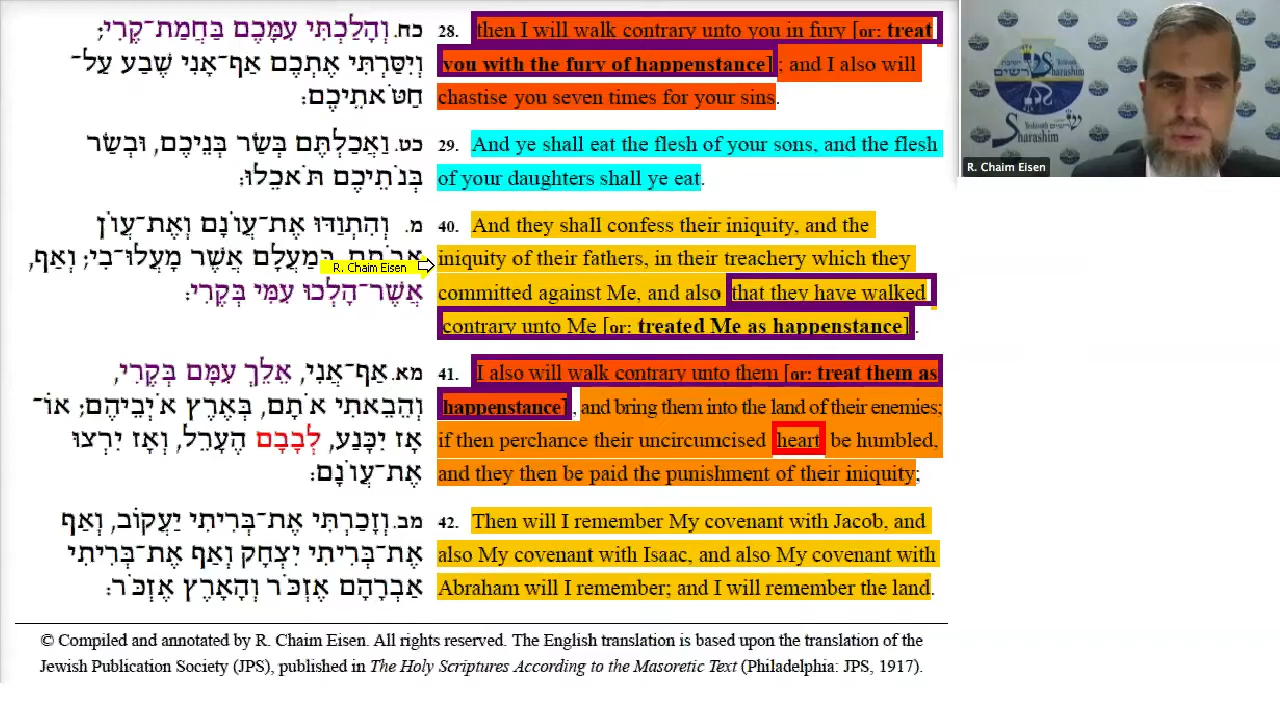 כח. וְהָלַכְתִּי עִמָּכֶם בַּחֲמַת־קֶרִי;
וְיִסַּרְתִּי אֶתְכֶם אַף־אָנִי שֶׁבַע עַל־
חַטֹּאתֵיכֶם:
28. then I will walk contrary unto you in fury [or: treat
you with the fury of happenstance]; and I also will
chastise you seven times for your sins.
כט. וַאֲכַלְתֶּם בְּשַׂר בְּנֵיכֶם, וּבְשַׂר
בְּנֹתֵיכֶם תֹּאכֵלוּ:
29. And ye shall eat the flesh of your sons, and the flesh
of your daughters shall ye eat.
מ. וְהִתְוַדּוּ אֶת־עֲוֹנָם וְאֶת־עֲוֹן
אֲבֹתָם בְּמַעֲלָם אֲשֶׁר מָעֲלוּ־בִי; וְאַף,
אֲשֶׁר־הָלְכוּ עִמִּי בְּקֶרִי:
40. And they shall confess their iniquity, and the
iniquity of their fathers, in their treachery which they
committed against Me, and also that they have walked
contrary unto Me [or: treated Me as happenstance].
R. Chaim Eisen
מא. אַף־אֲנִי, אֵלֵךְ עִמָּם בְּקֶרִי,
וְהֵבֵאתִי אֹתָם, בְּאֶרֶץ אֹיְבֵיהֶם; אוֹ־
אָז יִכָּנַע, לְבָבָם הֶעָרֵל, וְאָז יִרְצוּ
אֶת־עֲוֹנָם:
41. I also will walk contrary unto them [or: treat them as
happenstance], and bring them into the land of their enemies;
if then perchance their uncircumcised heart be humbled,
and they then be paid the punishment of their iniquity;
מב. וְזָכַרְתִּי אֶת־בְּרִיתִי יַעֲקוֹב, וְאַף
אֶת־בְּרִיתִי יִצְחָק וְאַף אֶת־בְּרִיתִי
אַבְרָהָם אֶזְכֹּר וְהָאָרֶץ אֶזְכֹּר:
42. Then will I remember My covenant with Jacob, and
also My covenant with Isaac, and also My covenant with
Abraham will I remember; and I will remember the land.
© Compiled and annotated by R. Chaim Eisen. All rights reserved. The English translation is based upon the translation of the
Jewish Publication Society (JPS), published in The Holy Scriptures According to the Masoretic Text (Philadelphia: JPS, 1917).
Yeshivath
Sharashim
ישיבת
שרשים
Yeshivath
Sharashim
R. Chaim Eisen